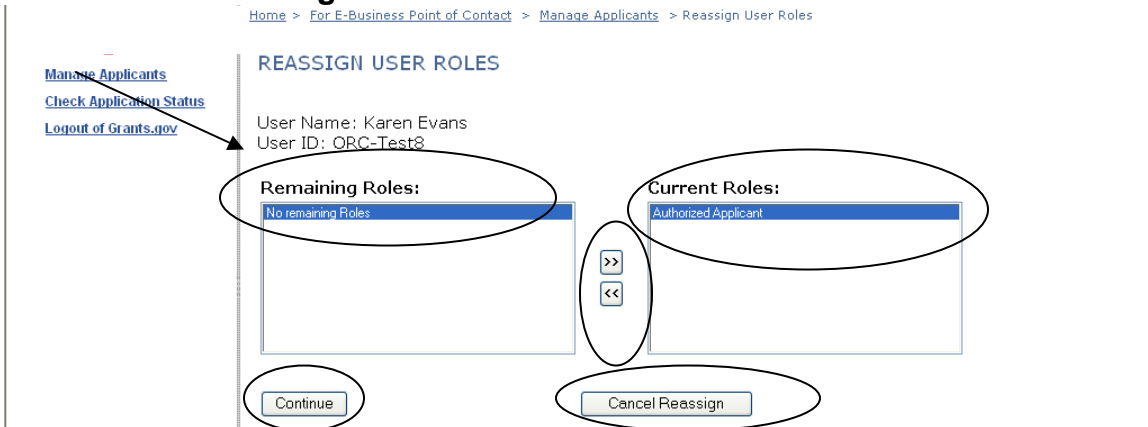 Home > For E-Business Point of Contact > Manage Applicants > Reassign User Roles
Manage Applicants
Check Application Status
Logout of Grants.gov
REASSIGN USER ROLES
User Name: Karen Evans
User ID: ORC-Test8
Remaining Roles:
No remaining Roles
>>
<<
Current Roles:
Authorized Applicant
Continue
Cancel Reassign